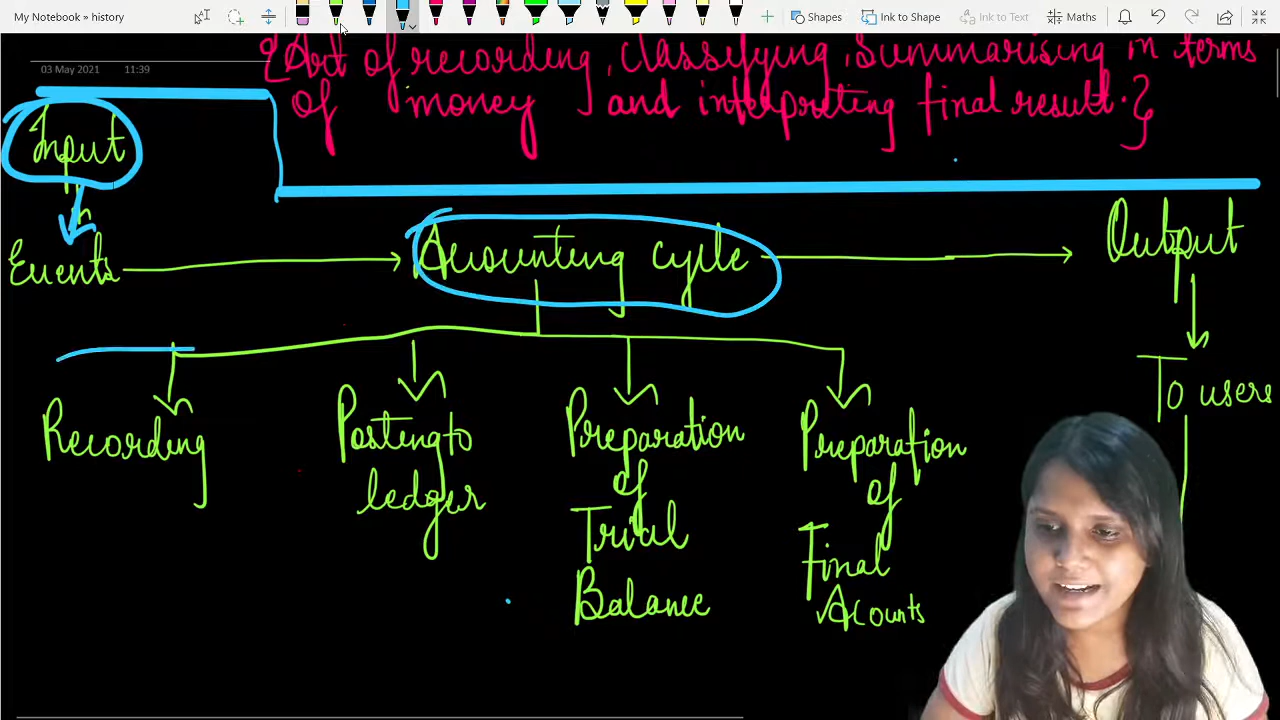 My Notebook » history
Shapes
Ink to Shape
Ink to Text
Maths
03 May 2021 11:39
{Art of recording, classifying, Summarising in terms
of money and interpreting final result.}
Input
Events
Accounting cycle
Output
To users
Recording
Posting to
ledger
Preparation
of
Trial
Balance
Preparation
of
Final
Acounts